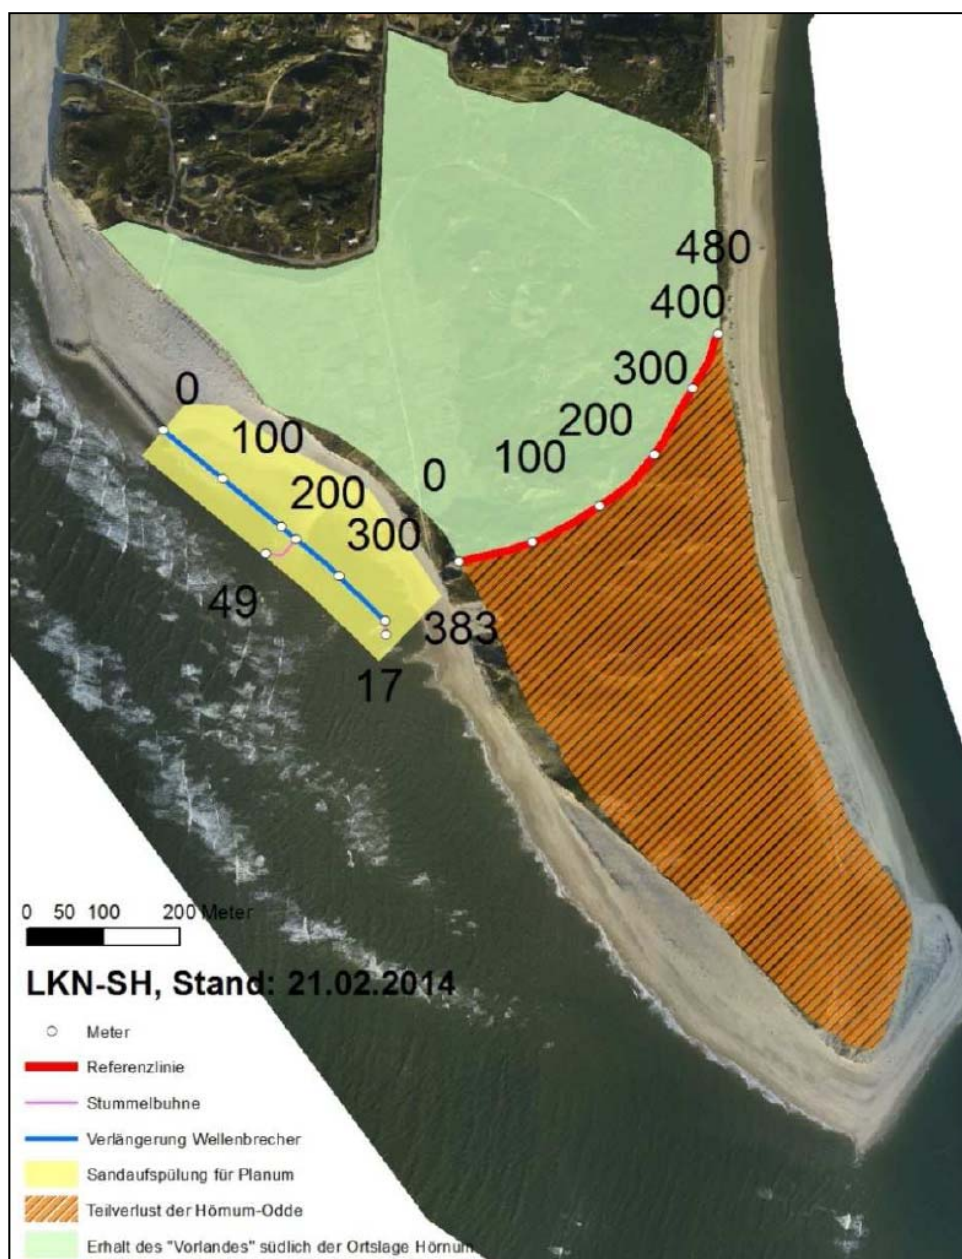 480
400
300
200
100
0
0
100
200
300
49
383
17
0 50 100 200 Meter
LKN-SH, Stand: 21.02.2014
Meter
Referenzlinie
Stummelbuhne
Verlängerung Wellenbrecher
Sandaufspülung für Planum
Teilverlust der Hörnum-Odde
Erhalt des "Vorlandes" südlich der Ortslage Hörnum